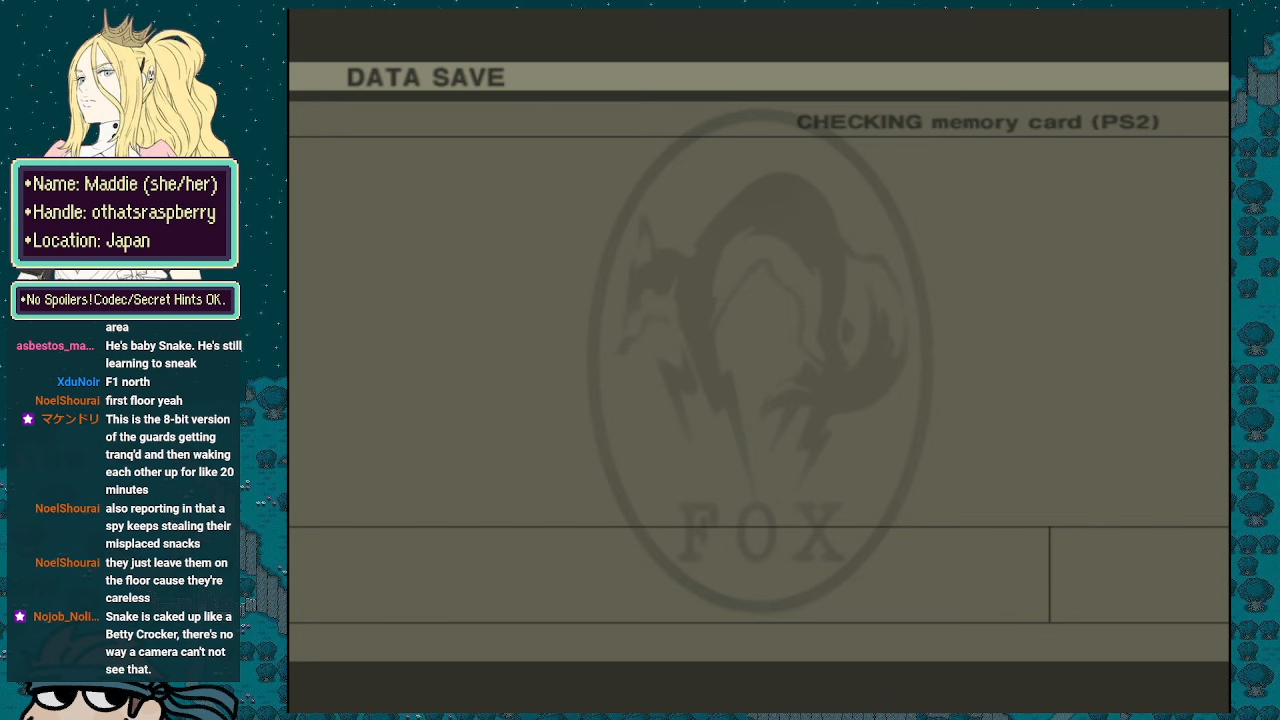 DATA SAVE
CHECKING memory card (PS2)
FOX
•Name: Maddie (she/her)
•Handle: othatsraspberry
•Location: Japan
•No Spoilers!Codec/Secret Hints OK.
area
asbestos_ma... He's baby Snake. He's still
learning to sneak
XduNoir F1 north
NoelShourai first floor yeah
マケンドリ This is the 8-bit version
of the guards getting
tranq'd and then waking
each other up for like 20
minutes
NoelShourai also reporting in that a
spy keeps stealing their
misplaced snacks
NoelShourai they just leave them on
the floor cause they're
careless
Nojob_Noli... Snake is caked up like a
Betty Crocker, there's no
way a camera can't not
see that.